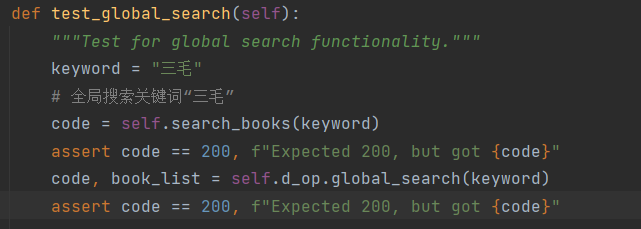 def test_global_search(self):
    """Test for global search functionality."""
    keyword = "三毛"
    # 全局搜索关键词“三毛”
    code = self.search_books(keyword)
    assert code == 200, f"Expected 200, but got {code}"
    code, book_list = self.d_op.global_search(keyword)
    assert code == 200, f"Expected 200, but got {code}"